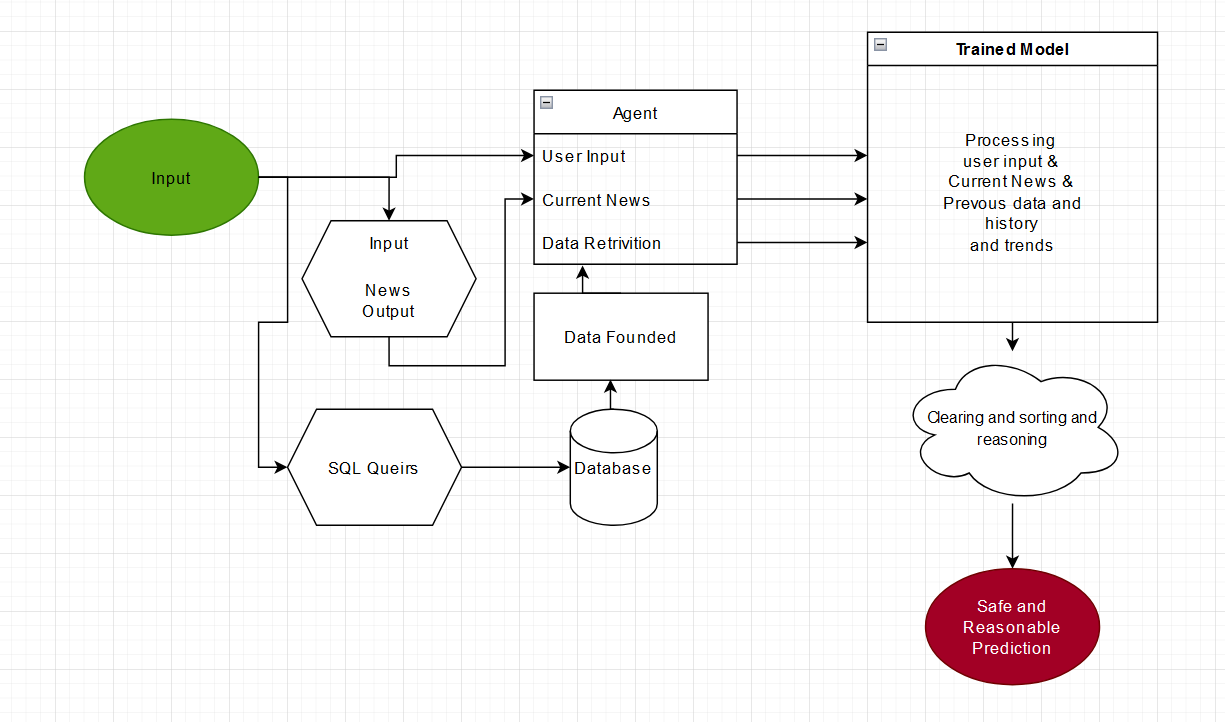 Input
Input
News
Output
SQL Queirs
Database
Data Founded
Agent
User Input
Current News
Data Retrivition
Trained Model
Processing
user input &
Current News &
Prevous data and
history
and trends
Clearing and sorting and
reasoning
Safe and
Reasonable
Prediction